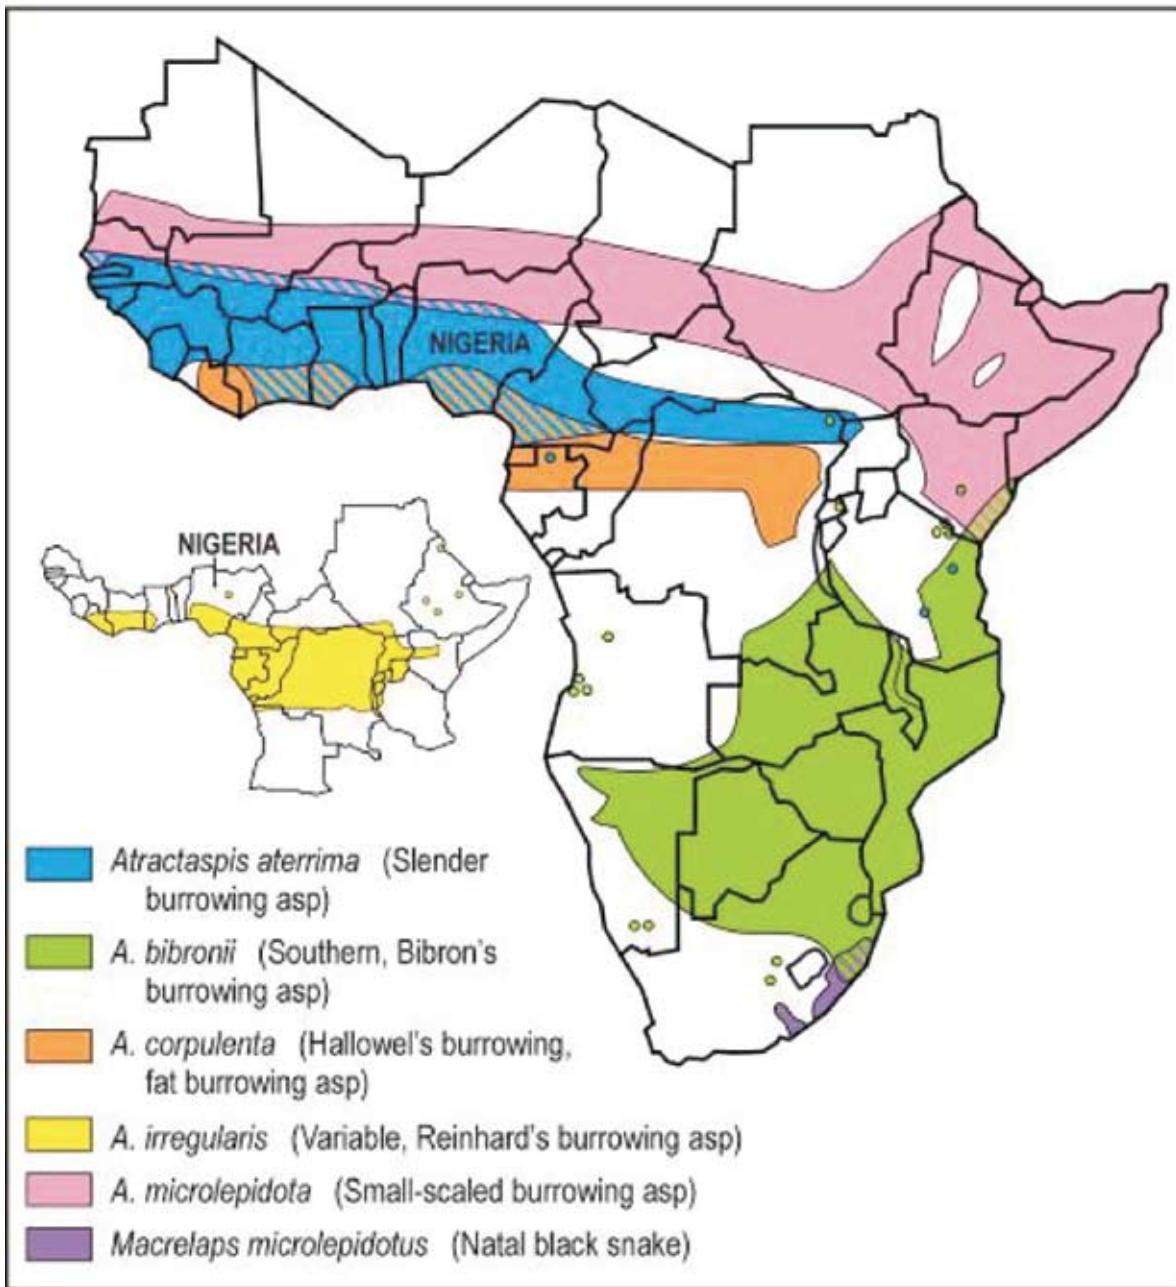 NIGERIA
NIGERIA
Atractaspis aterrima (Slender
burrowing asp)
A. bibronii (Southern, Bibron's
burrowing asp)
A. corpulenta (Hallowel's burrowing,
fat burrowing asp)
A. irregularis (Variable, Reinhard's burrowing asp)
A. microlepidota (Small-scaled burrowing asp)
Macrelaps microlepidotus (Natal black snake)